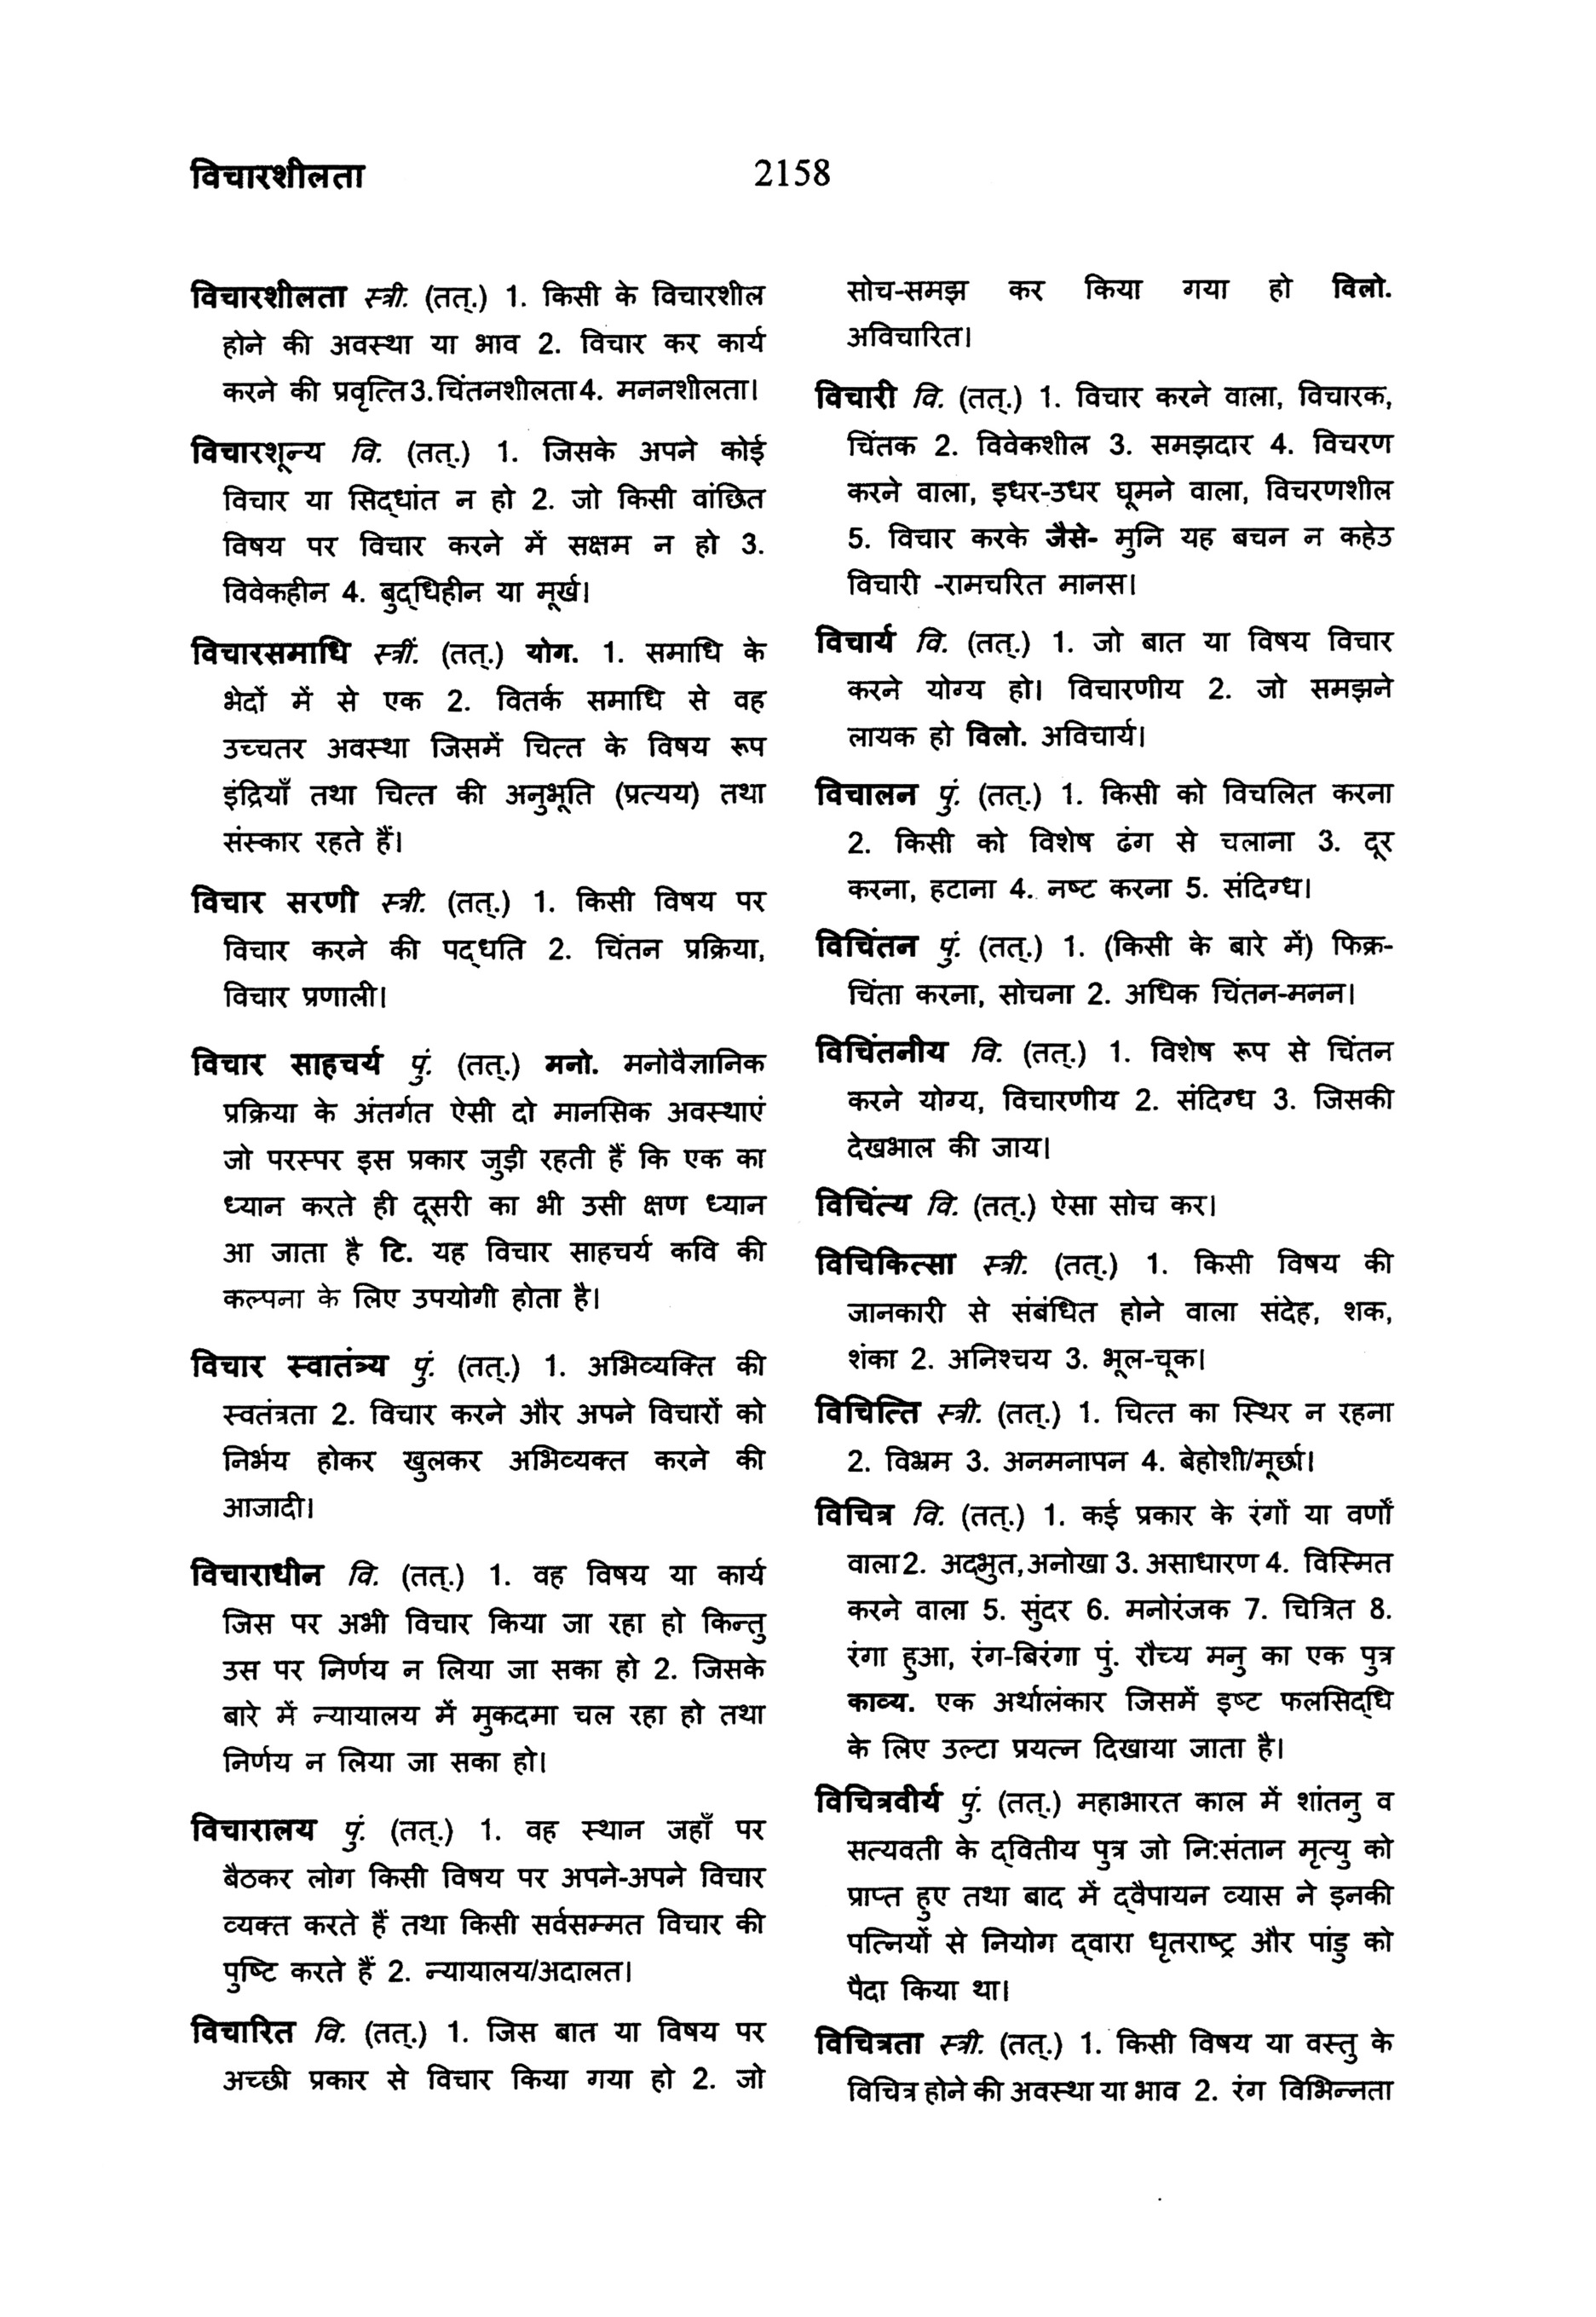 विचारशीलता
2158
विचारशीलता स्त्री. (तत्.) 1. किसी के विचारशील
होने की अवस्था या भाव 2. विचार कर कार्य
करने की प्रवृत्ति3.चिंतनशीलता4. मननशीलता।
विचारशून्य वि. (तत्.) 1. जिसके अपने कोई
विचार या सिद्धांत न हो 2. जो किसी वांछित
विषय पर विचार करने में सक्षम न हो 3.
विवेकहीन 4. बुद्धिहीन या मूर्ख।
विचारसमाधि स्त्रीं. (तत्.) योग. 1. समाधि के
भेदों में से एक 2. वितर्क समाधि से वह
उच्चतर अवस्था जिसमें चित्त के विषय रूप
इंद्रियाँ तथा चित्त की अनुभूति (प्रत्यय) तथा
संस्कार रहते हैं।
विचार सरणी स्त्री. (तत्.) 1. किसी विषय पर
विचार करने की पद्धति 2. चिंतन प्रक्रिया,
विचार प्रणाली।
विचार साहचर्य पुं. (तत्.) मनो. मनोवैज्ञानिक
प्रक्रिया के अंतर्गत ऐसी दो मानसिक अवस्थाएं
जो परस्पर इस प्रकार जुड़ी रहती हैं कि एक का
ध्यान करते ही दूसरी का भी उसी क्षण ध्यान
आ जाता है टि. यह विचार साहचर्य कवि की
कल्पना के लिए उपयोगी होता है।
विचार स्वातंत्र्य पुं. (तत्.) 1. अभिव्यक्ति की
स्वतंत्रता 2. विचार करने और अपने विचारों को
निर्भय होकर खुलकर अभिव्यक्त करने की
आजादी।
विचाराधीन वि. (तत्.) 1. वह विषय या कार्य
जिस पर अभी विचार किया जा रहा हो किन्तु
उस पर निर्णय न लिया जा सका हो 2. जिसके
बारे में न्यायालय में मुकदमा चल रहा हो तथा
निर्णय न लिया जा सका हो।
विचारालय पुं. (तत्.) 1. वह स्थान जहाँ पर
बैठकर लोग किसी विषय पर अपने-अपने विचार
व्यक्त करते हैं तथा किसी सर्वसम्मत विचार की
पुष्टि करते हैं 2. न्यायालय/अदालत।
विचारित वि. (तत्.) 1. जिस बात या विषय पर
अच्छी प्रकार से विचार किया गया हो 2. जो
सोच-समझ कर किया गया हो विलो.
अविचारित।
विचारी वि. (तत्.) 1. विचार करने वाला, विचारक,
चिंतक 2. विवेकशील 3. समझदार 4. विचरण
करने वाला, इधर-उधर घूमने वाला, विचरणशील
5. विचार करके जैसे- मुनि यह बचन न कहेउ
विचारी -रामचरित मानस।
विचार्य वि. (तत्.) 1. जो बात या विषय विचार
करने योग्य हो। विचारणीय 2. जो समझने
लायक हो विलो. अविचार्य।
विचालन पुं. (तत्.) 1. किसी को विचलित करना
2. किसी को विशेष ढंग से चलाना 3. दूर
करना, हटाना 4. नष्ट करना 5. संदिग्ध।
विचिंतन पुं. (तत्.) 1. (किसी के बारे में) फिक्र-
चिंता करना, सोचना 2. अधिक चिंतन-मनन।
विचिंतनीय वि. (तत्.) 1. विशेष रूप से चिंतन
करने योग्य, विचारणीय 2. संदिग्ध 3. जिसकी
देखभाल की जाय।
विचिंत्य वि. (तत्.) ऐसा सोच कर।
विचिकित्सा स्त्री. (तत्.) 1. किसी विषय की
जानकारी से संबंधित होने वाला संदेह, शक,
शंका 2. अनिश्चय 3. भूल-चूक।
विचित्ति स्त्री. (तत्.) 1. चित्त का स्थिर न रहना
2. विभ्रम 3. अनमनापन 4. बेहोशी/मूर्छा।
विचित्र वि. (तत्.) 1. कई प्रकार के रंगों या वर्णों
वाला2. अद्भुत,अनोखा 3. असाधारण 4. विस्मित
करने वाला 5. सुंदर 6. मनोरंजक 7. चित्रित 8.
रंगा हुआ, रंग-बिरंगा पुं. रौच्य मनु का एक पुत्र
काव्य. एक अर्थालंकार जिसमें इष्ट फलसिद्धि
के लिए उल्टा प्रयत्न दिखाया जाता है।
विचित्रवीर्य पुं. (तत्.) महाभारत काल में शांतनु व
सत्यवती के द्वितीय पुत्र जो नि:संतान मृत्यु को
प्राप्त हुए तथा बाद में द्वैपायन व्यास ने इनकी
पत्नियों से नियोग द्वारा धृतराष्ट्र और पांडु को
पैदा किया था।
विचित्रता स्त्री. (तत्.) 1. किसी विषय या वस्तु के
विचित्र होने की अवस्था या भाव 2. रंग विभिन्नता